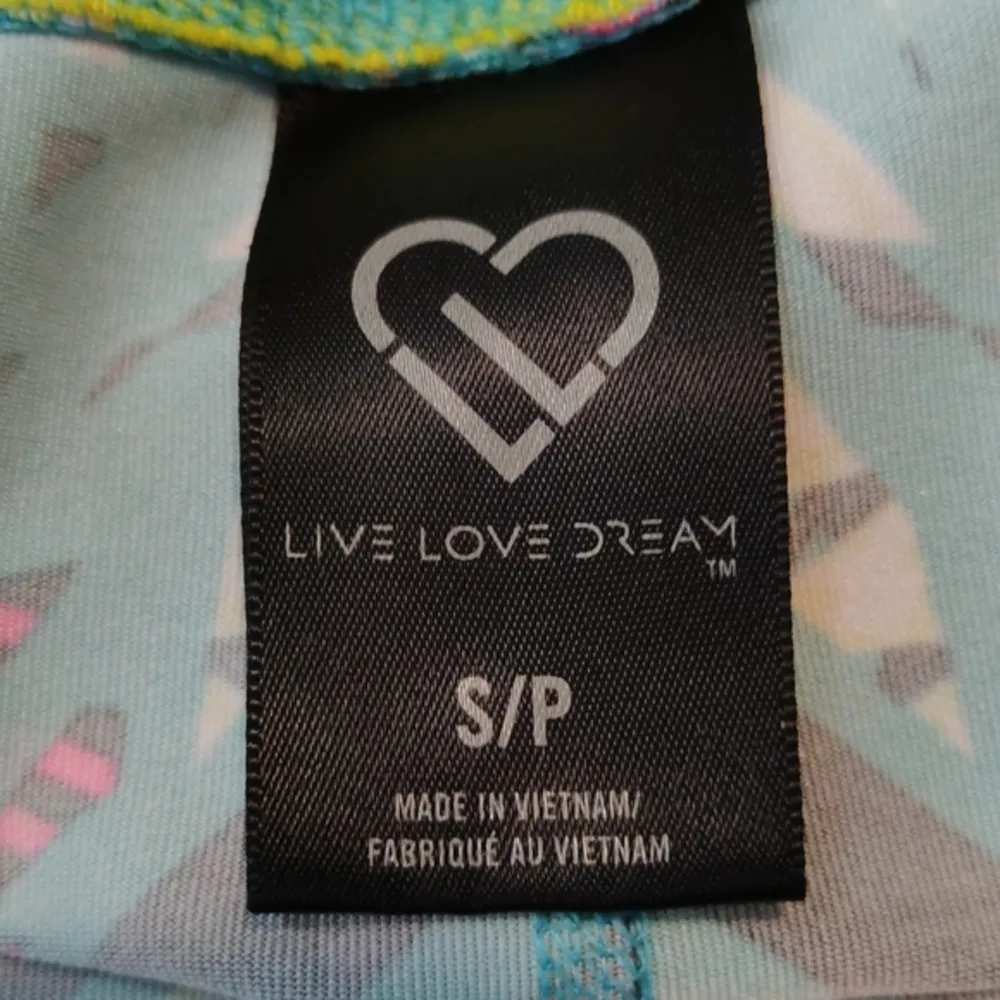 LIVE LOVE DREAM
TM
S/P
MADE IN VIETNAM/
FABRIQUÉ AU VIETNAM